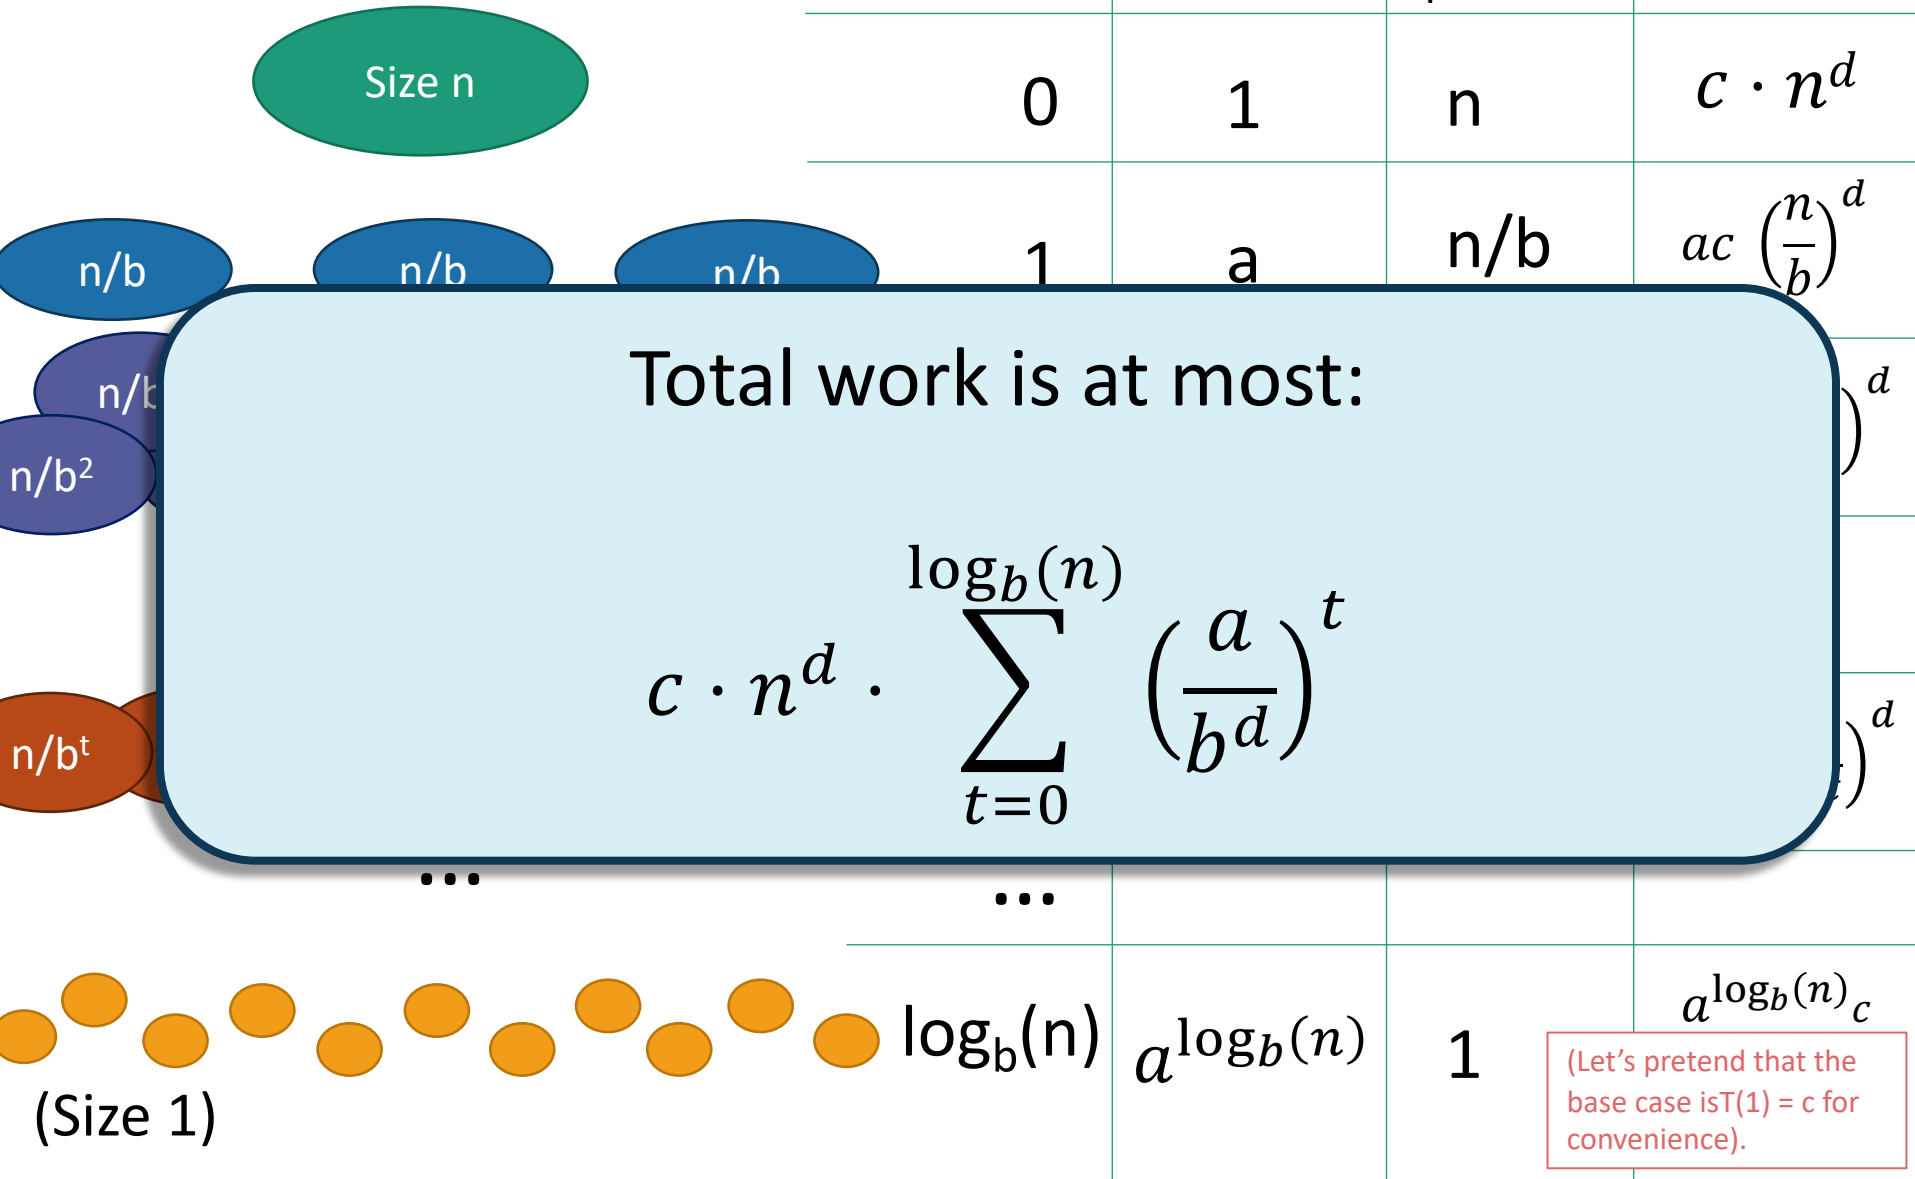 Size n
0 1 n c · n^d
n/b n/b n/b 1 a n/b ac (n/b)^d
Total work is at most:
n/b
d
n/b²
c · n^d · ∑_{t=0}^{log_b(n)} (a/b^d)^t
n/b^t
d
... ...
log_b(n) a^{log_b(n)} 1 a^{log_b(n)}c
(Size 1)
(Let's pretend that the
base case isT(1) = c for
convenience).